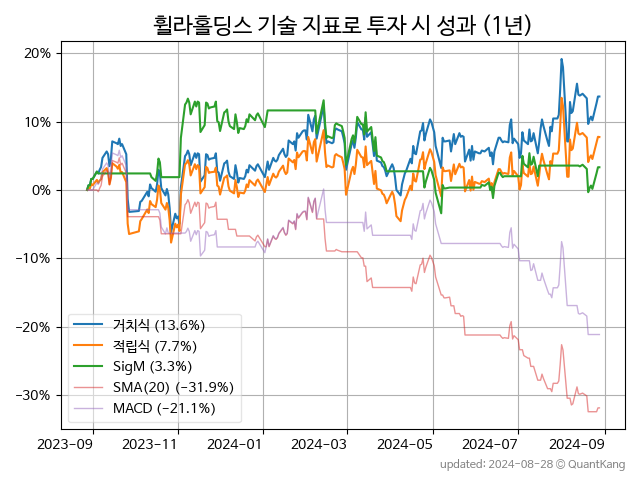 휠라홀딩스 기술 지표로 투자 시 성과 (1년)
20%
10%
0%
−10%
−20%
−30%
거치식 (13.6%)
적립식 (7.7%)
SigM (3.3%)
SMA(20) (−31.9%)
MACD (−21.1%)
2023-09 2023-11 2024-01 2024-03 2024-05 2024-07 2024-09
updated: 2024-08-28 © QuantKang